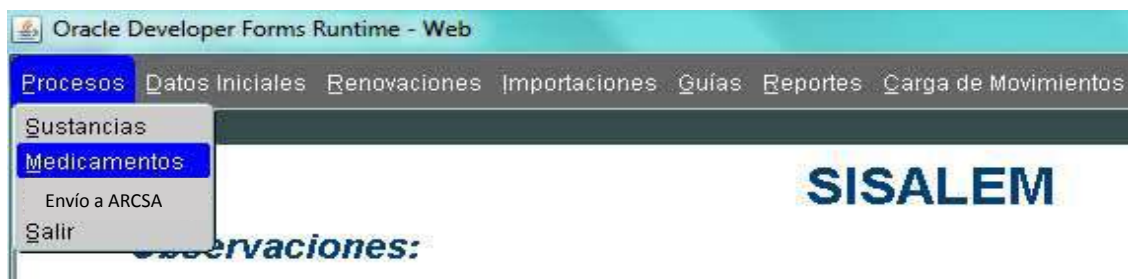 Oracle Developer Forms Runtime - Web
Procesos Datos Iniciales Renovaciones Importaciones Guías Reportes Carga de Movimientos
Sustancias
Medicamentos
SISALEM
Envío a ARCSA
Salir
Observaciones: